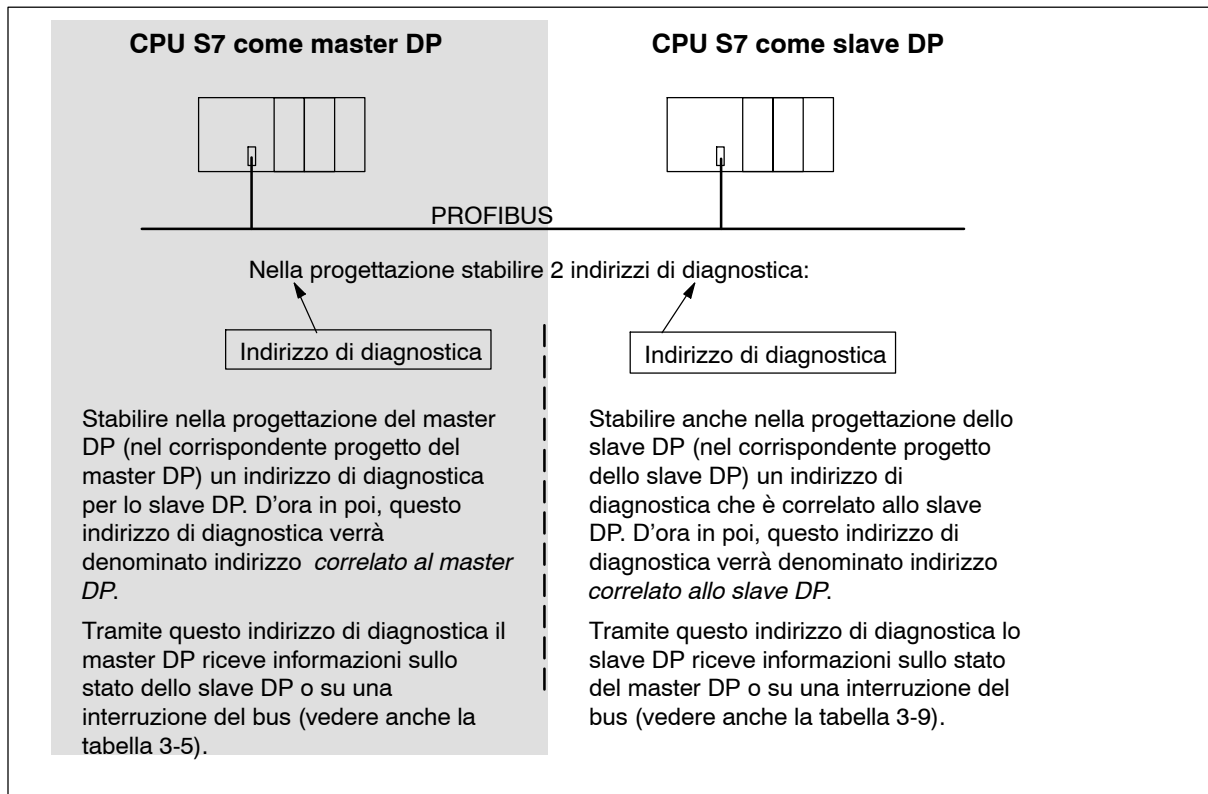 CPU S7 come master DP
CPU S7 come slave DP
PROFIBUS
Nella progettazione stabilire 2 indirizzi di diagnostica:
Indirizzo di diagnostica
Indirizzo di diagnostica
Stabilire nella progettazione del master
DP (nel corrispondente progetto del
master DP) un indirizzo di diagnostica
per lo slave DP. D'ora in poi, questo
indirizzo di diagnostica verrà
denominato indirizzo correlato al master
DP.
Tramite questo indirizzo di diagnostica il
master DP riceve informazioni sullo
stato dello slave DP o su una
interruzione del bus (vedere anche la
tabella 3-5).
Stabilire anche nella progettazione dello
slave DP (nel corrispondente progetto
dello slave DP) un indirizzo di
diagnostica che è correlato allo slave
DP. D'ora in poi, questo indirizzo di
diagnostica verrà denominato indirizzo
correlato allo slave DP.
Tramite questo indirizzo di diagnostica lo
slave DP riceve informazioni sullo stato
del master DP o su una interruzione del
bus (vedere anche la tabella 3-9).